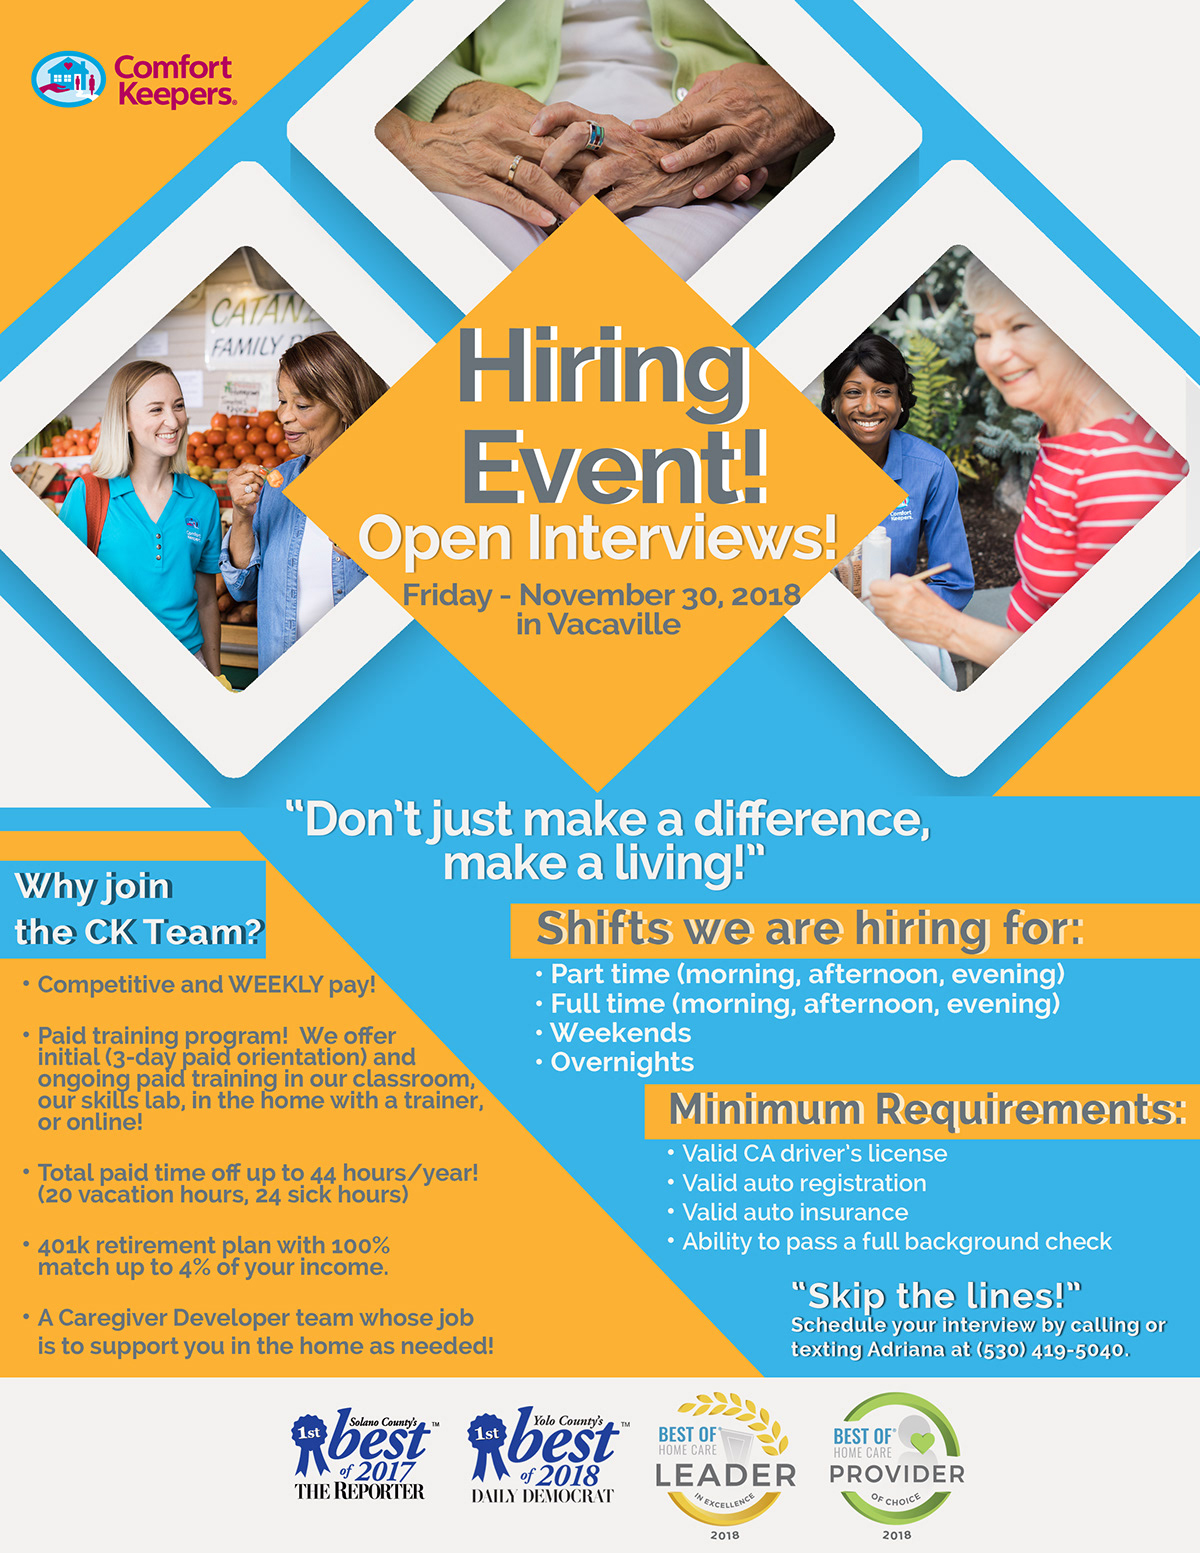 Comfort
Keepers®
CATAN
FAMILY
Comfort
Keepers.
Hiring
Event!
Open Interviews!
Friday - November 30, 2018
in Vacaville
"Don't just make a difference,
make a living!"
Why join
the CK Team?
• Competitive and WEEKLY pay!
• Paid training program! We offer
initial (3-day paid orientation) and
ongoing paid training in our classroom,
our skills lab, in the home with a trainer,
or online!
• Total paid time off up to 44 hours/year!
(20 vacation hours, 24 sick hours)
• 401k retirement plan with 100%
match up to 4% of your income.
• A Caregiver Developer team whose job
is to support you in the home as needed!
Shifts we are hiring for:
• Part time (morning, afternoon, evening)
• Full time (morning, afternoon, evening)
• Weekends
• Overnights
Minimum Requirements:
• Valid CA driver's license
• Valid auto registration
• Valid auto insurance
• Ability to pass a full background check
"Skip the lines!"
Schedule your interview by calling or
texting Adriana at (530) 419-5040.
1st
Solano County's
best™
of 2017
THE REPORTER
1st
Yolo County's
best™
of 2018
DAILY DEMOCRAT
BEST OF®
HOME CARE
LEADER
IN EXCELLENCE
2018
BEST OF®
HOME CARE
PROVIDER
OF CHOICE
2018